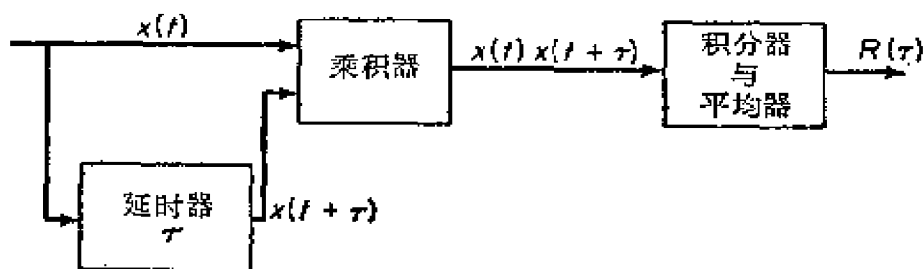 x(t)
乘积器
x(t) x(t + τ)
积分器
与
平均器
R(τ)
延时器
τ
x(t + τ)